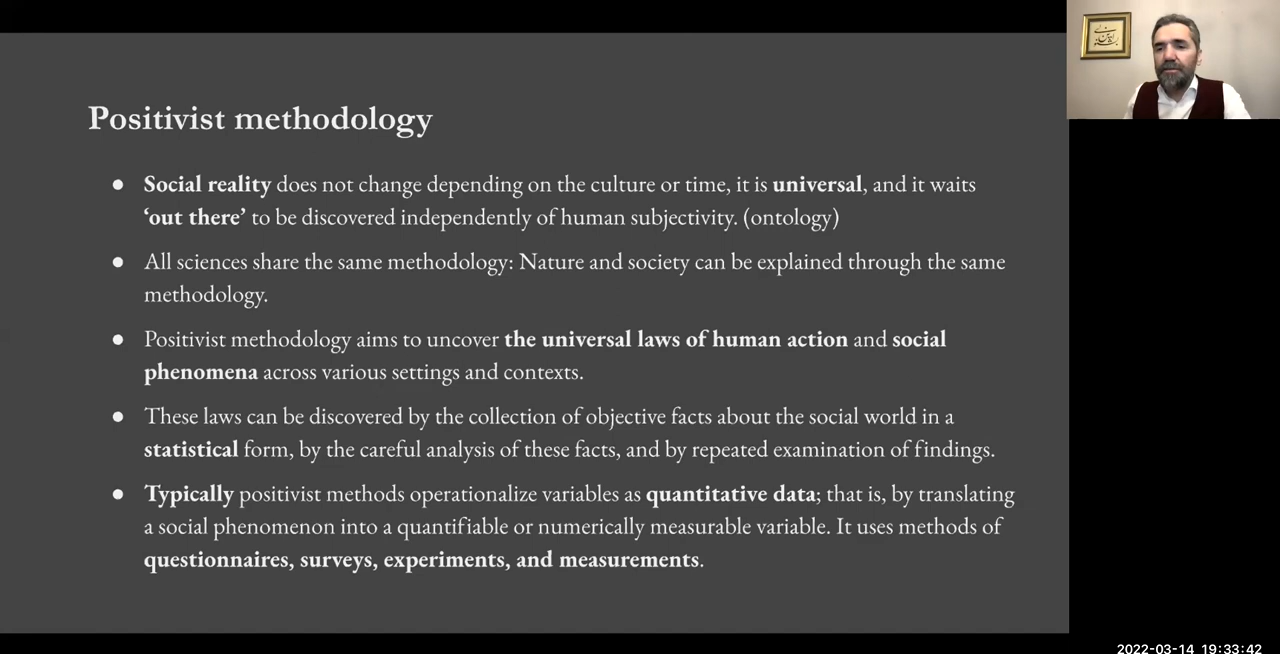 Positivist methodology
● Social reality does not change depending on the culture or time, it is universal, and it waits
‘out there’ to be discovered independently of human subjectivity. (ontology)
● All sciences share the same methodology: Nature and society can be explained through the same
methodology.
● Positivist methodology aims to uncover the universal laws of human action and social
phenomena across various settings and contexts.
● These laws can be discovered by the collection of objective facts about the social world in a
statistical form, by the careful analysis of these facts, and by repeated examination of findings.
● Typically positivist methods operationalize variables as quantitative data; that is, by translating
a social phenomenon into a quantifiable or numerically measurable variable. It uses methods of
questionnaires, surveys, experiments, and measurements.
2022-03-14 19:33:42